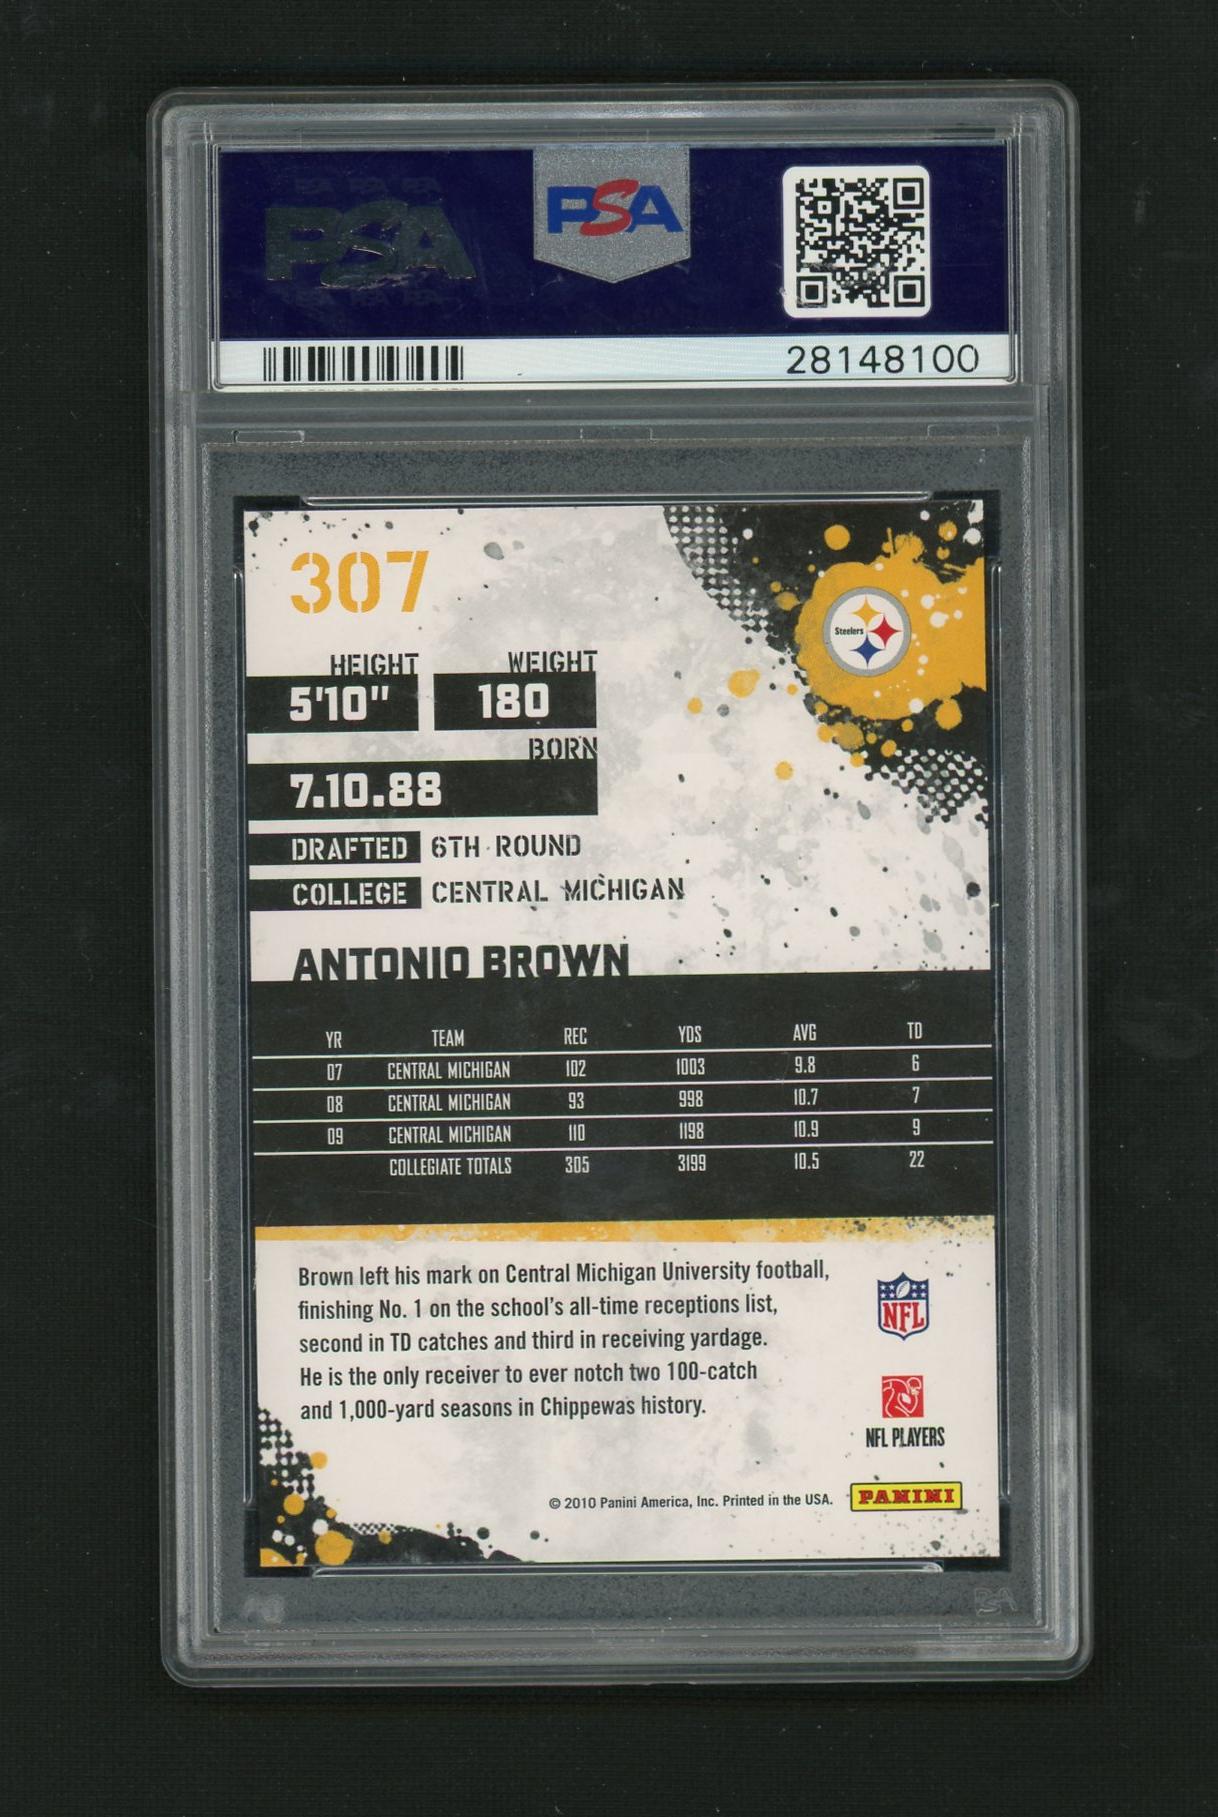 PSA
PSA
28148100
307
Steelers
HEIGHT WEIGHT
5'10" 180
BORN
7.10.88
DRAFTED 6TH ROUND
COLLEGE CENTRAL MICHIGAN
ANTONIO BROWN
YR TEAM REC YDS AVG TD
07 CENTRAL MICHIGAN 102 1003 9.8 6
08 CENTRAL MICHIGAN 93 998 10.7 7
09 CENTRAL MICHIGAN 110 1198 10.9 9
COLLEGIATE TOTALS 305 3199 10.5 22
Brown left his mark on Central Michigan University football,
finishing No. 1 on the school's all-time receptions list,
second in TD catches and third in receiving yardage.
He is the only receiver to ever notch two 100-catch
and 1,000-yard seasons in Chippewas history.
NFL
NFL PLAYERS
© 2010 Panini America, Inc. Printed in the USA.
PANINI
PSA